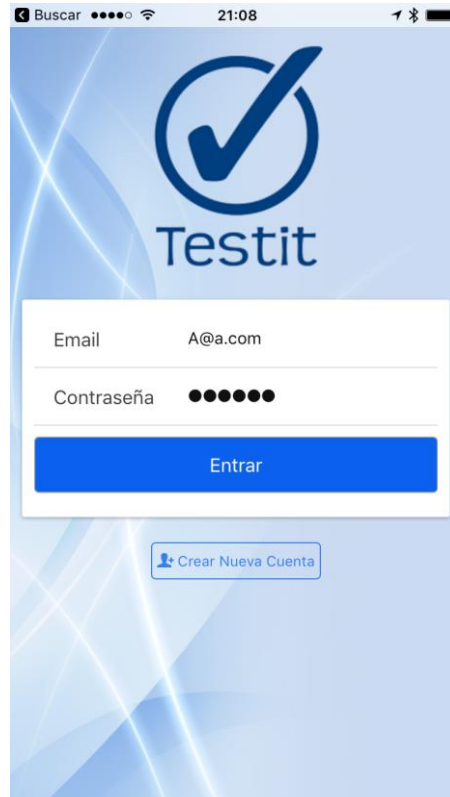 Buscar 21:08
Testit
Email A@a.com
Contraseña ●●●●●●
Entrar
Crear Nueva Cuenta